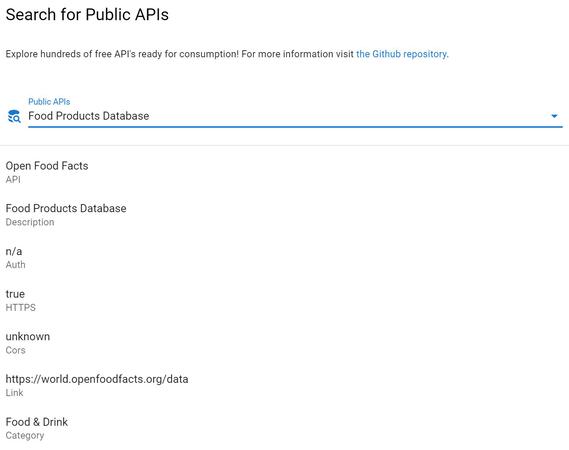 Search for Public APIs
Explore hundreds of free API's ready for consumption! For more information visit the Github repository.
Public APIs
Food Products Database
Open Food Facts
API
Food Products Database
Description
n/a
Auth
true
HTTPS
unknown
Cors
https://world.openfoodfacts.org/data
Link
Food & Drink
Category